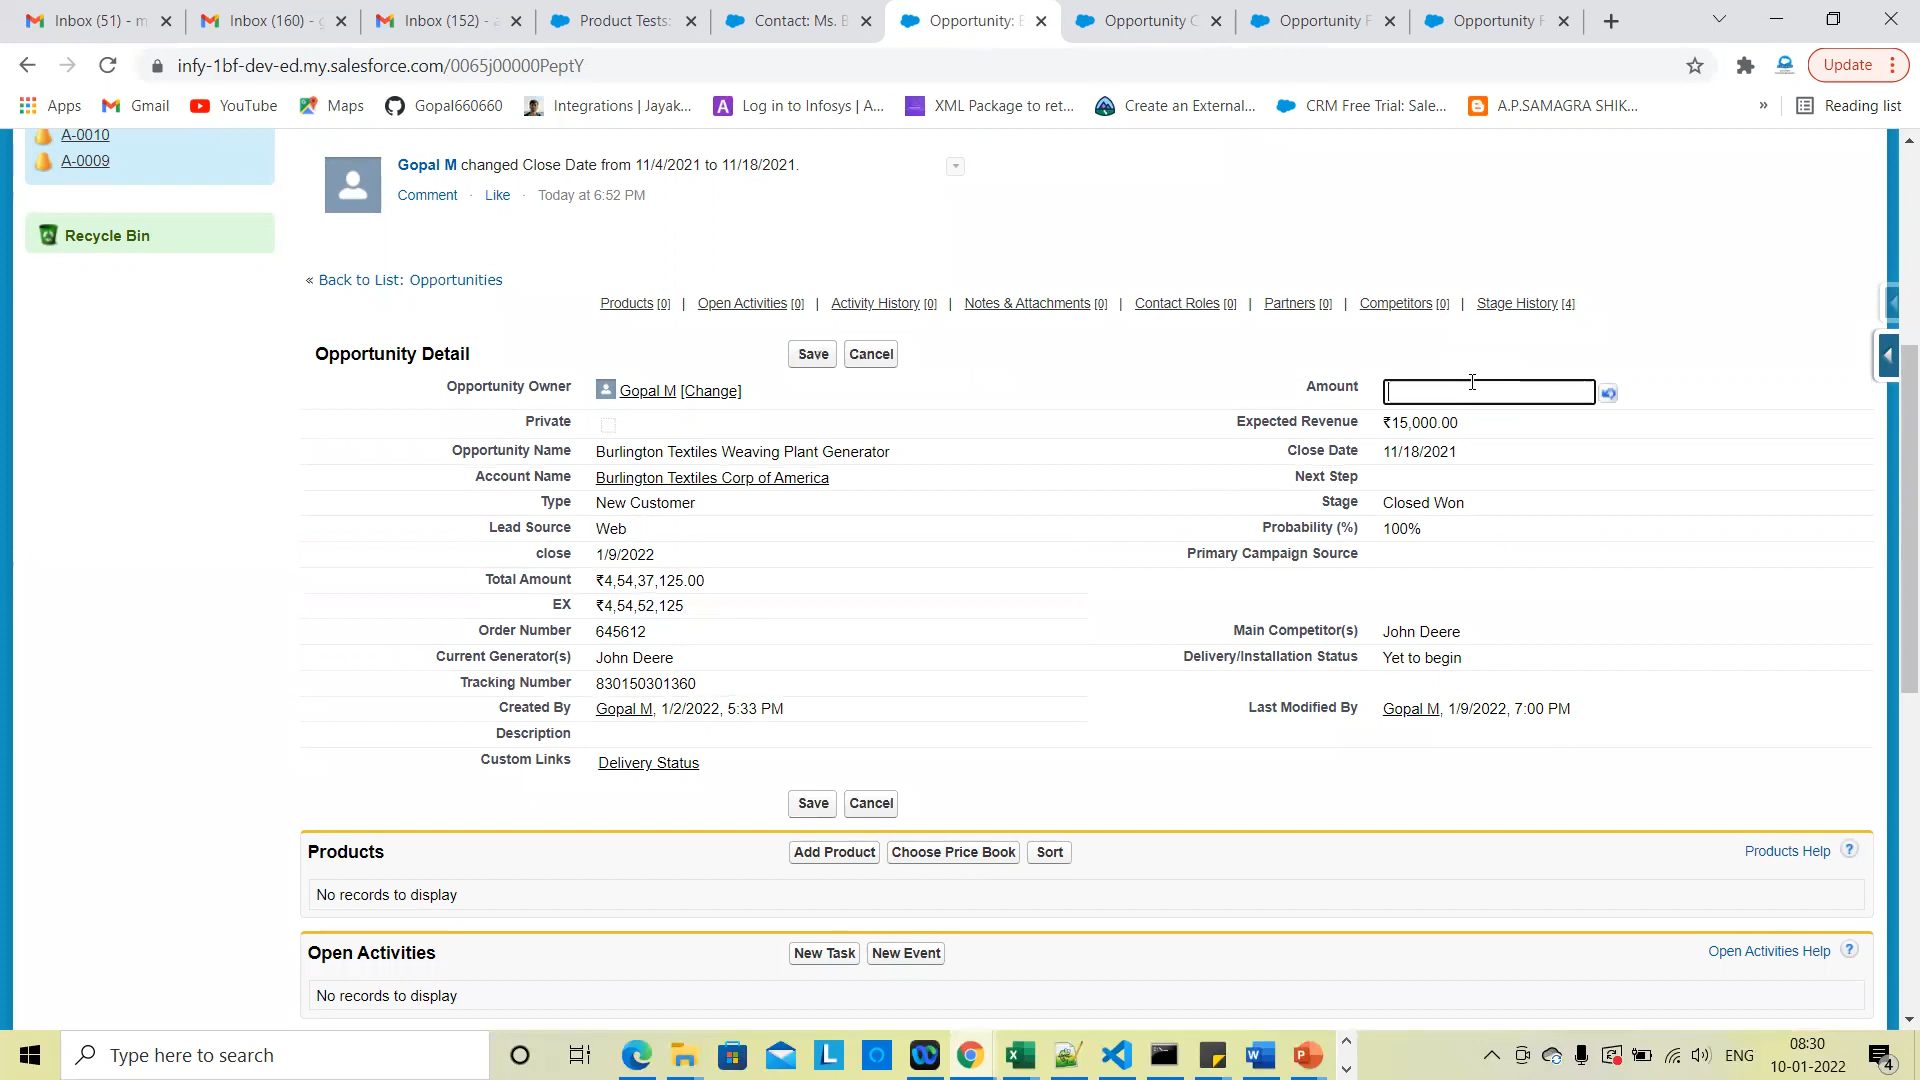 Inbox (51) - m
Inbox (160) - g
Inbox (152) - a
Product Tests:
Contact: Ms. B
Opportunity: B
Opportunity C
Opportunity F
Opportunity F
infy-1bf-dev-ed.my.salesforce.com/0065j00000PeptY
Update
Apps
Gmail
YouTube
Maps
Gopal660660
Integrations | Jayak...
Log in to Infosys | A...
XML Package to ret...
Create an External...
CRM Free Trial: Sale...
A.P.SAMAGRA SHIK...
»
Reading list
A-0010
A-0009
Recycle Bin
Gopal M changed Close Date from 11/4/2021 to 11/18/2021.
Comment · Like · Today at 6:52 PM
« Back to List: Opportunities
Products [0] | Open Activities [0] | Activity History [0] | Notes & Attachments [0] | Contact Roles [0] | Partners [0] | Competitors [0] | Stage History [4]
Opportunity Detail
Save
Cancel
Opportunity Owner Gopal M [Change]
Amount
Private
Expected Revenue ₹15,000.00
Opportunity Name Burlington Textiles Weaving Plant Generator
Close Date 11/18/2021
Account Name Burlington Textiles Corp of America
Next Step
Type New Customer
Stage Closed Won
Lead Source Web
Probability (%) 100%
close 1/9/2022
Primary Campaign Source
Total Amount ₹4,54,37,125.00
EX ₹4,54,52,125
Order Number 645612
Main Competitor(s) John Deere
Current Generator(s) John Deere
Delivery/Installation Status Yet to begin
Tracking Number 830150301360
Created By Gopal M, 1/2/2022, 5:33 PM
Last Modified By Gopal M, 1/9/2022, 7:00 PM
Description
Custom Links Delivery Status
Save
Cancel
Products
Add Product
Choose Price Book
Sort
Products Help ?
No records to display
Open Activities
New Task
New Event
Open Activities Help ?
No records to display
Type here to search
ENG
08:30
10-01-2022
4